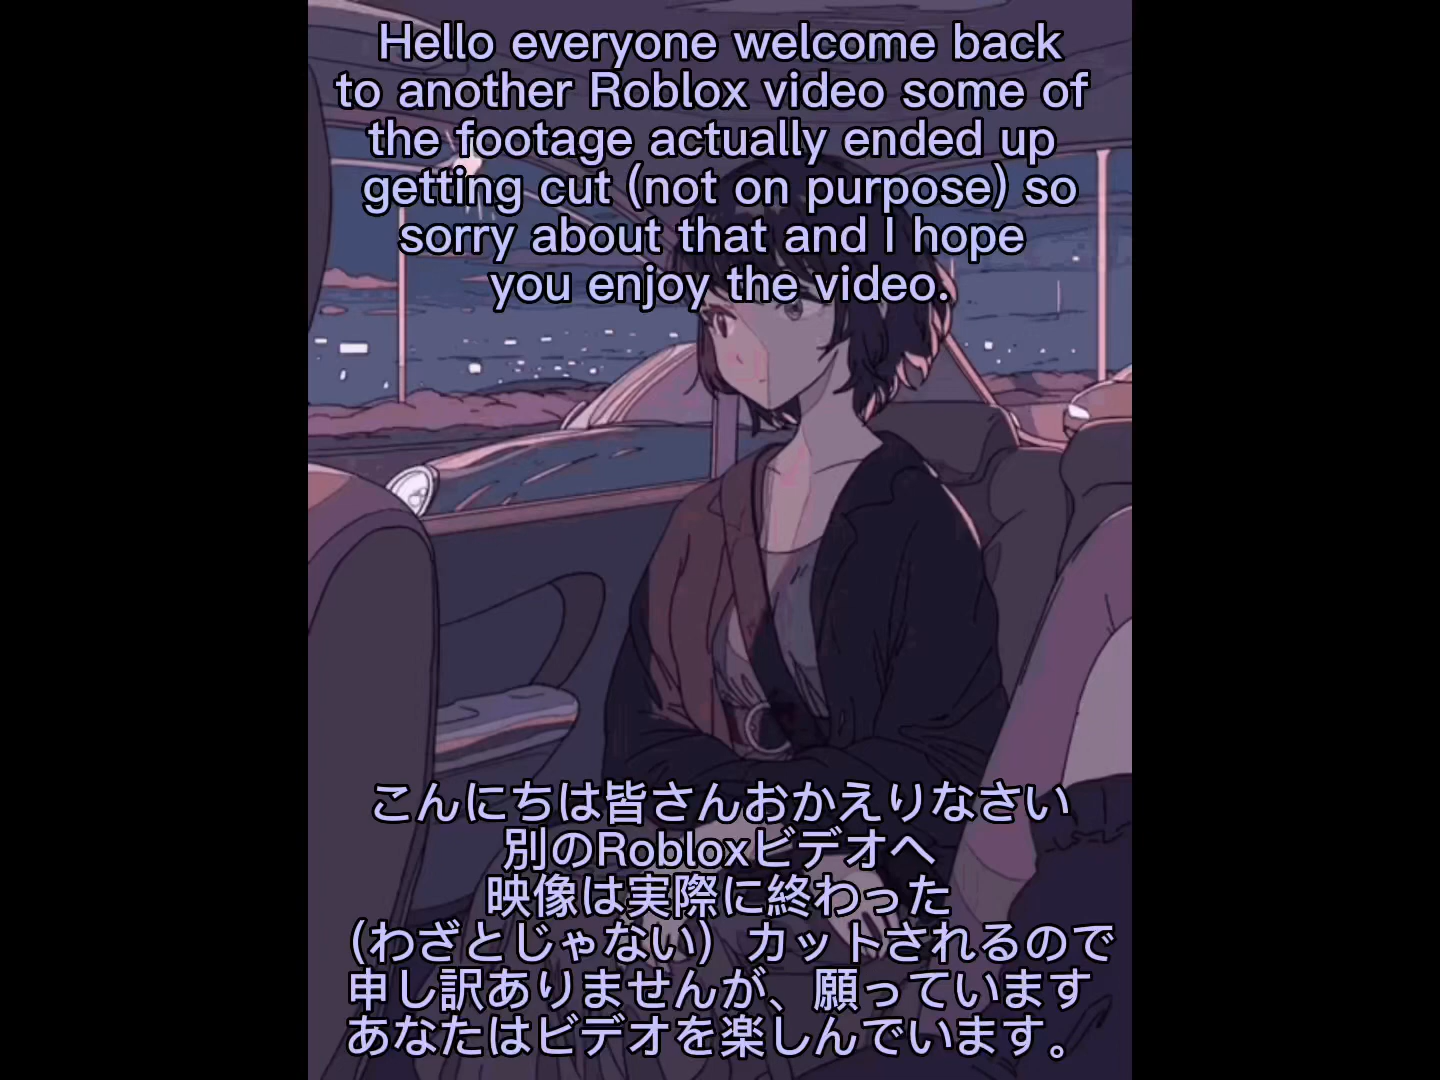 Hello everyone welcome back
to another Roblox video some of
the footage actually ended up
getting cut (not on purpose) so
sorry about that and I hope
you enjoy the video.
こんにちは皆さんおかえりなさい
別のRobloxビデオへ
映像は実際に終わった
（わざとじゃない）カットされるので
申し訳ありませんが、願っています
あなたはビデオを楽しんでいます。